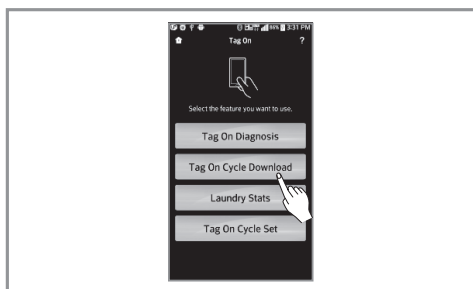 86% 3:31 PM
Tag On ?
Select the feature you want to use.
Tag On Diagnosis
Tag On Cycle Download
Laundry Stats
Tag On Cycle Set